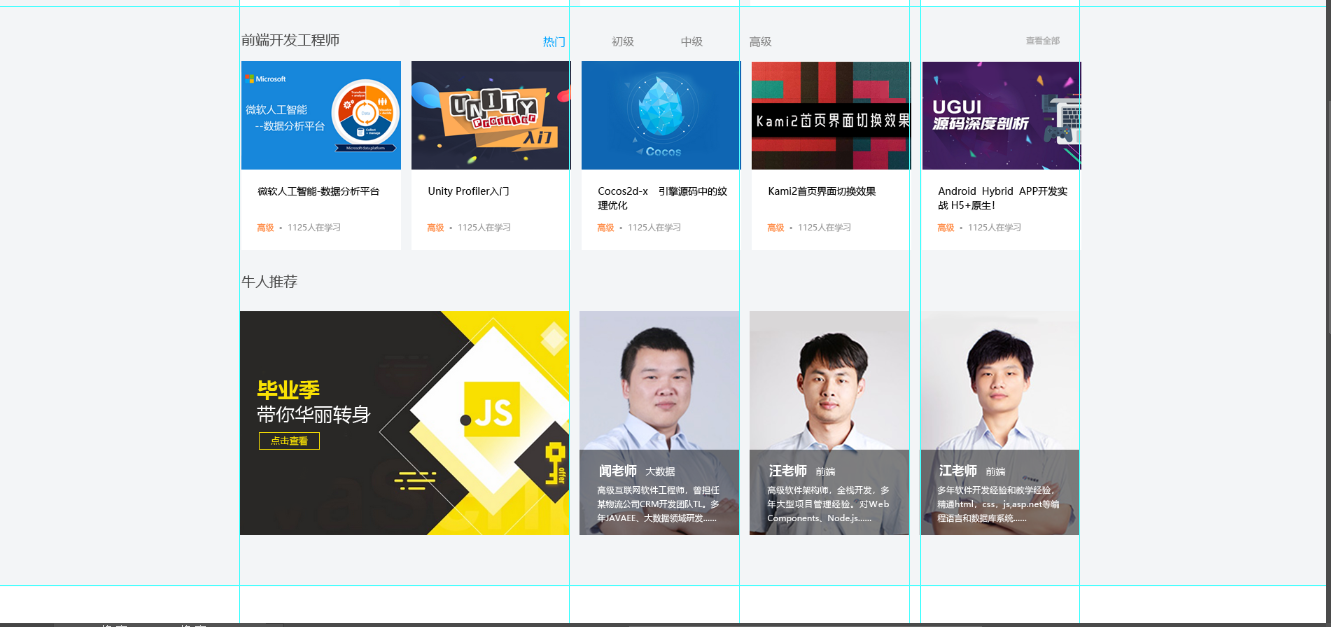 前端开发工程师
热门
初级
中级
高级
查看全部
Microsoft
微软人工智能
--数据分析平台
UNITY
PROFILER
入门
Cocos
Kami2首页界面切换效果
UGUI
源码深度剖析
微软人工智能-数据分析平台
高级 • 1125人在学习
Unity Profiler入门
高级 • 1125人在学习
Cocos2d-x 引擎源码中的纹
理优化
高级 • 1125人在学习
Kami2首页界面切换效果
高级 • 1125人在学习
Android Hybrid APP开发实
战 H5+原生！
高级 • 1125人在学习
牛人推荐
毕业季
带你华丽转身
点击查看
JS
offer
闻老师 大数据
高级互联网软件工程师，曾担任
某物流公司CRM开发团队TL。多
年JAVAEE、大数据领域研发......
汪老师 前端
高级软件架构师，全栈开发，多
年大型项目管理经验。对Web
Components、Node.js......
江老师 前端
多年软件开发经验和教学经验，
精通html，css，js,asp.net等编
程语言和数据库系统......